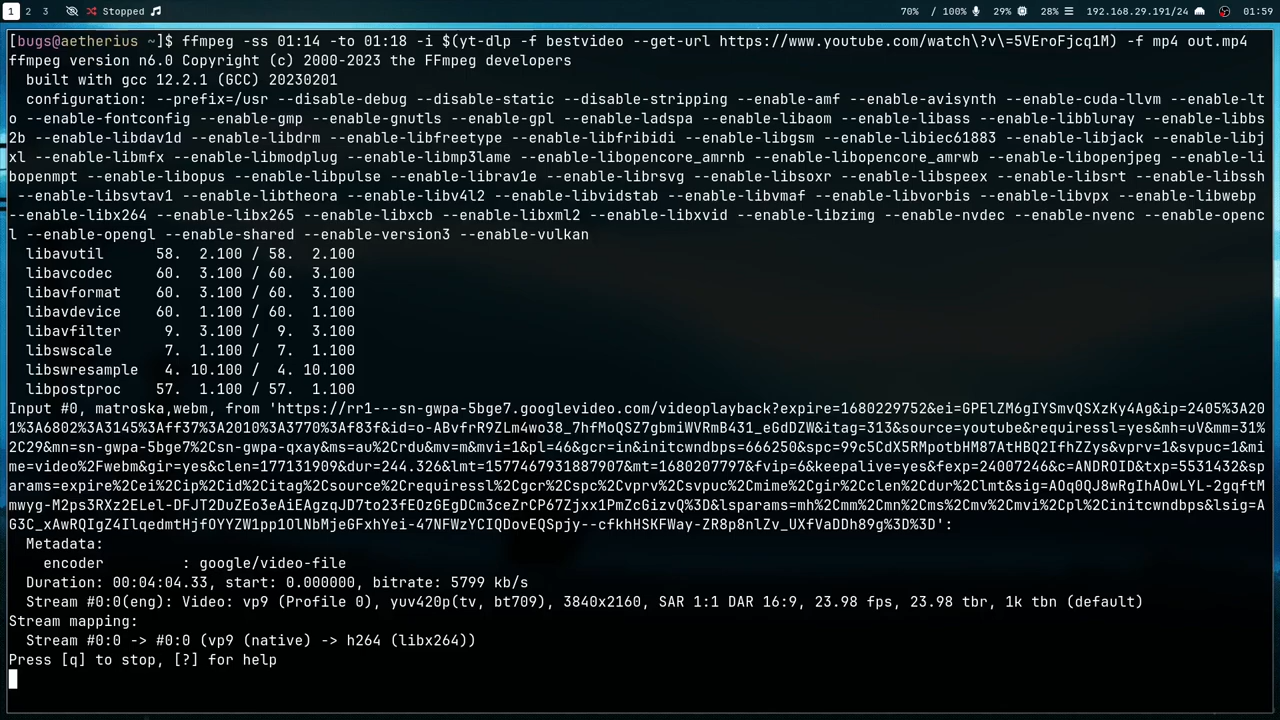 1 2 3 Stopped 70% / 100% 29% 28% 192.168.29.191/24 01:59
[bugs@aetherius ~]$ ffmpeg -ss 01:14 -to 01:18 -i $(yt-dlp -f bestvideo --get-url https://www.youtube.com/watch\?v\=5VEroFjcq1M) -f mp4 out.mp4
ffmpeg version n6.0 Copyright (c) 2000-2023 the FFmpeg developers
built with gcc 12.2.1 (GCC) 20230201
configuration: --prefix=/usr --disable-debug --disable-static --disable-stripping --enable-amf --enable-avisynth --enable-cuda-llvm --enable-lt
o --enable-fontconfig --enable-gmp --enable-gnutls --enable-gpl --enable-ladspa --enable-libaom --enable-libass --enable-libbluray --enable-libbs
2b --enable-libdav1d --enable-libdrm --enable-libfreetype --enable-libfribidi --enable-libgsm --enable-libiec61883 --enable-libjack --enable-libj
xl --enable-libmfx --enable-libmodplug --enable-libmp3lame --enable-libopencore_amrnb --enable-libopencore_amrwb --enable-libopenjpeg --enable-li
bopenmpt --enable-libopus --enable-libpulse --enable-librav1e --enable-librsvg --enable-libsoxr --enable-libspeex --enable-libsrt --enable-libssh
--enable-libsvtav1 --enable-libtheora --enable-libv4l2 --enable-libvidstab --enable-libvmaf --enable-libvorbis --enable-libvpx --enable-libwebp
--enable-libx264 --enable-libx265 --enable-libxcb --enable-libxml2 --enable-libxvid --enable-libzimg --enable-nvdec --enable-nvenc --enable-openc
l --enable-opengl --enable-shared --enable-version3 --enable-vulkan
libavutil 58. 2.100 / 58. 2.100
libavcodec 60. 3.100 / 60. 3.100
libavformat 60. 3.100 / 60. 3.100
libavdevice 60. 1.100 / 60. 1.100
libavfilter 9. 3.100 / 9. 3.100
libswscale 7. 1.100 / 7. 1.100
libswresample 4. 10.100 / 4. 10.100
libpostproc 57. 1.100 / 57. 1.100
Input #0, matroska,webm, from 'https://rr1---sn-gwpa-5bge7.googlevideo.com/videoplayback?expire=1680229752&ei=GPElZM6gIYSmvQSXzKy4Ag&ip=2405%3A201
1%3A6802%3A3145%3Aff37%3A2010%3A3770%3Af83f&id=o-ABvfrR9ZLm4wo38_7hfMoQSZ7gbmiWVRmB431_eGdDZW&itag=313&source=youtube&requiressl=yes&mh=uV&mm=31%
2C29&mn=sn-gwpa-5bge7%2Csn-gwpa-qxay&ms=au%2Crdu&mv=m&mvi=1&pl=46&gcr=in&initcwndbps=666250&spc=99c5CdX5RMpotbHM87AtHBQ2IfhZZys&vprv=1&svpuc=1&mi
me=video%2Fwebm&gir=yes&clen=177131909&dur=244.326&lmt=1577467931887907&mt=1680207797&fvip=6&keepalive=yes&fexp=24007246&c=ANDROID&txp=5531432&sp
arams=expire%2Cei%2Cip%2Cid%2Citag%2Csource%2Crequiressl%2Cgcr%2Cspc%2Cvprv%2Csvpuc%2Cmime%2Cgir%2Cclen%2Cdur%2Clmt&sig=AOq0QJ8wRgIhAOwLYL-2gqftM
mwyg-M2ps3RXz2ELel-DFJT2DuZEo3eAiEAgzqJD7to23fEOzGEgDCm3ceZrCP67Zjxx1PmZcGizvQ%3D&lsparams=mh%2Cmm%2Cmn%2Cms%2Cmv%2Cmvi%2Cpl%2Cinitcwndbps&lsig=A
G3C_xAwRQIgZ4IlqedmtHjfOYYZW1pp1OlNbMjeGFxhYei-47NFWzYCIQDovEQSpjy--cfkhHSKFWay-ZR8p8nlZv_UXfVaDDh89g%3D%3D':
Metadata:
encoder : google/video-file
Duration: 00:04:04.33, start: 0.000000, bitrate: 5799 kb/s
Stream #0:0(eng): Video: vp9 (Profile 0), yuv420p(tv, bt709), 3840x2160, SAR 1:1 DAR 16:9, 23.98 fps, 23.98 tbr, 1k tbn (default)
Stream mapping:
Stream #0:0 -> #0:0 (vp9 (native) -> h264 (libx264))
Press [q] to stop, [?] for help